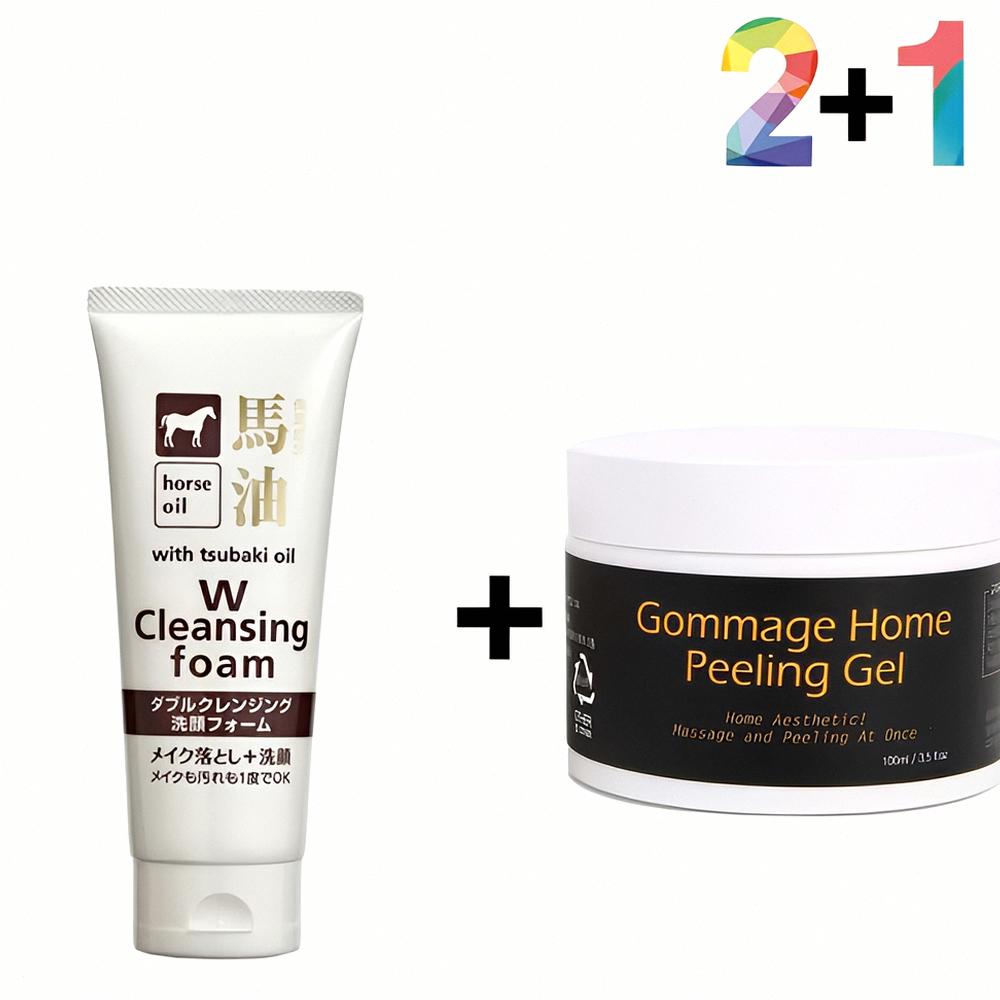 2+1
馬油
horse
oil
with tsubaki oil
W
Cleansing
foam
ダブルクレンジング
洗顔フォーム
メイク落とし+洗顔
メイクも汚れも1度でOK
+
Gommage Home
Peeling Gel
Home Aesthetic!
Massage and Peeling At Once
100ml / 3.5 fl.oz
OTHER